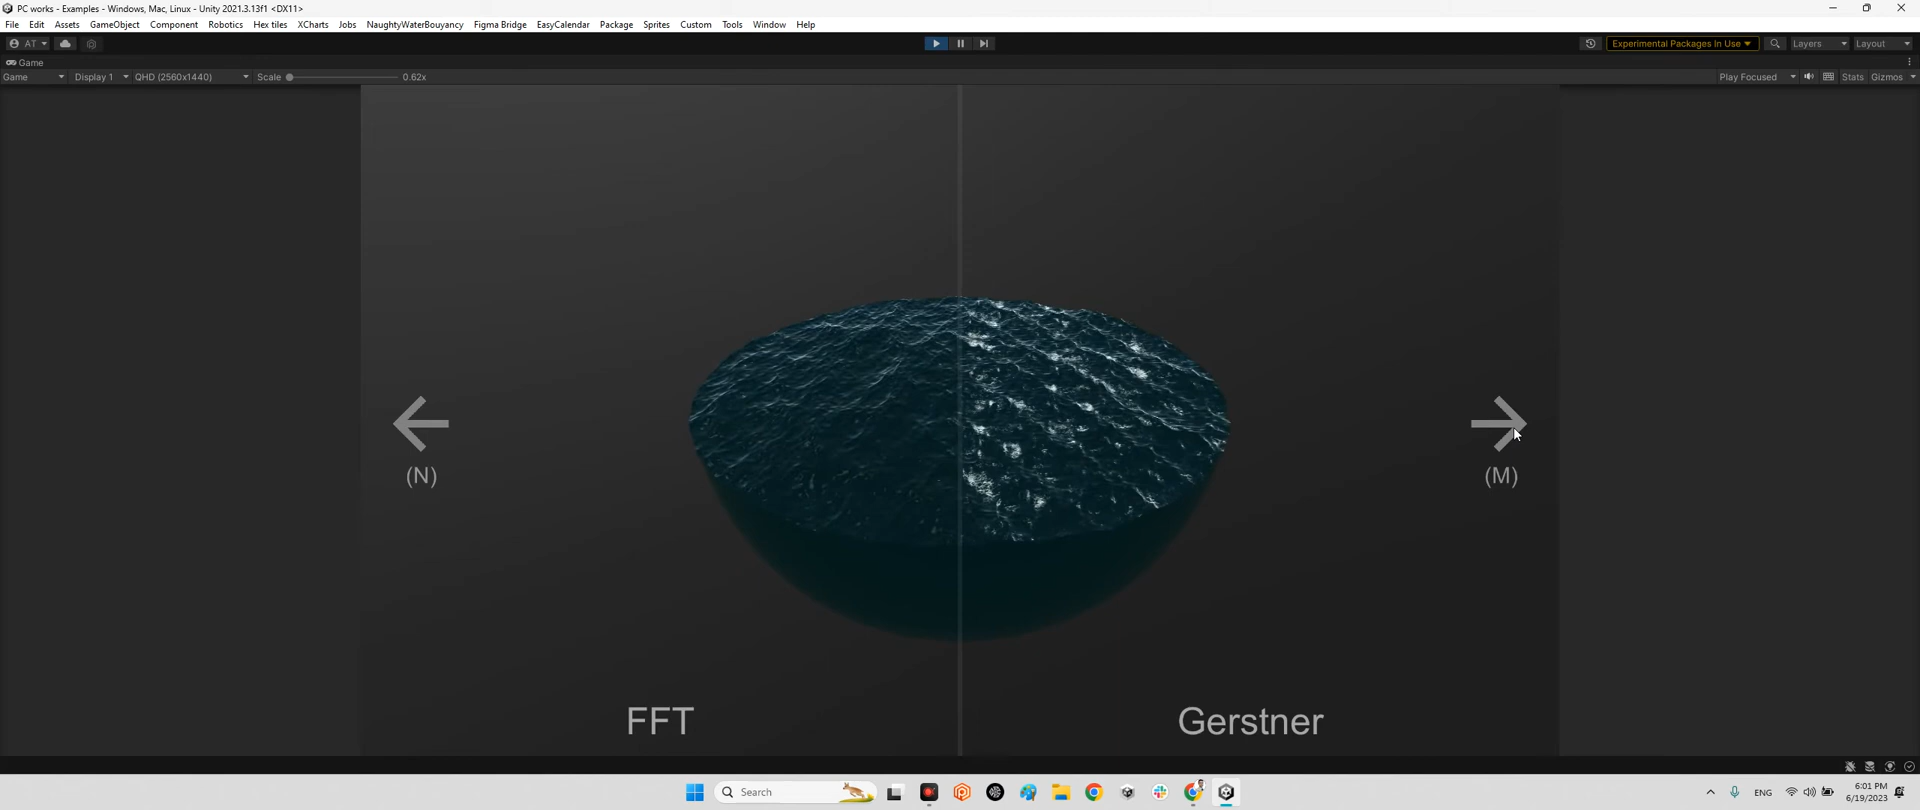 PC works - Examples - Windows, Mac, Linux - Unity 2021.3.13f1 <DX11>
File Edit Assets GameObject Component Robotics Hex tiles XCharts Jobs NaughtyWaterBouyancy Figma Bridge EasyCalendar Package Sprites Custom Tools Window Help
AT Experimental Packages In Use Layers Layout
Game
Game Display 1 QHD (2560x1440) Scale 0.62x Play Focused Stats Gizmos
(N) (M)
FFT Gerstner
Search ENG 6:01 PM
6/19/2023